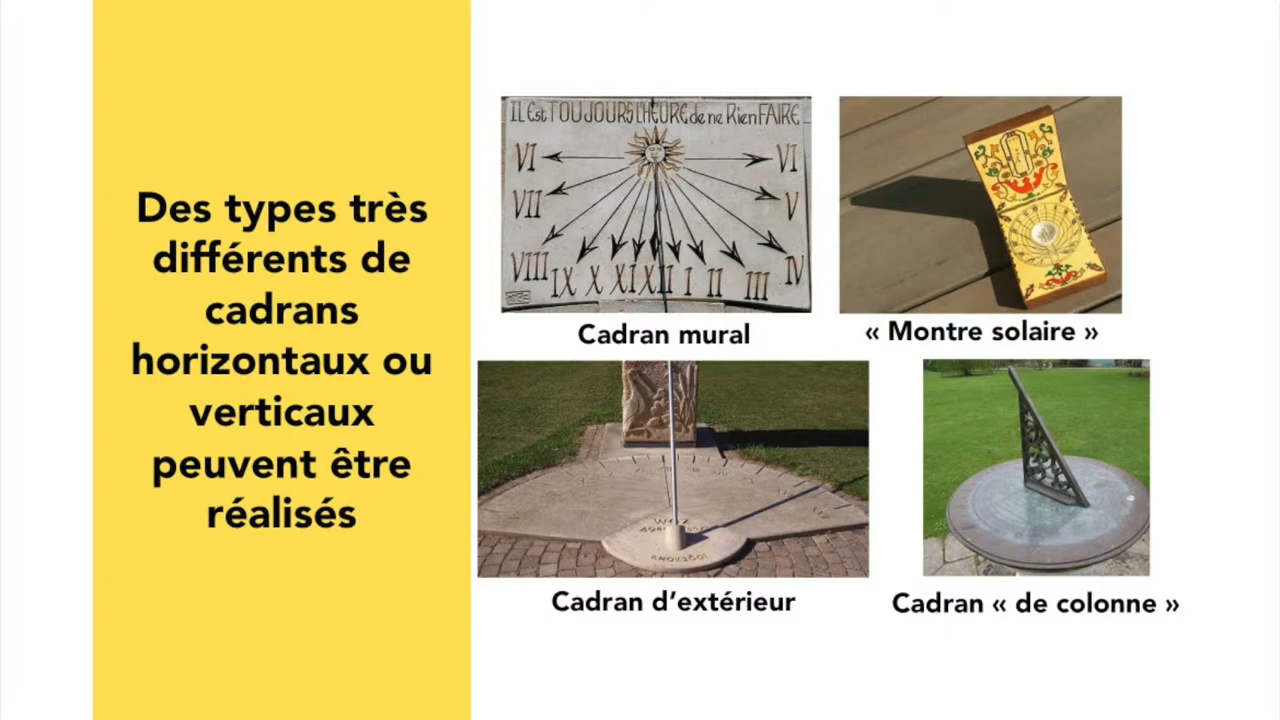 Des types très
différents de
cadrans
horizontaux ou
verticaux
peuvent être
réalisés
IL Est TOUJOURS L'HEURE de ne Rien FAIRE
VI VI
VII V
VIII IX X XI XII I II III IV
Cadran mural
« Montre solaire »
WOZ
Cadran d’extérieur
Cadran « de colonne »